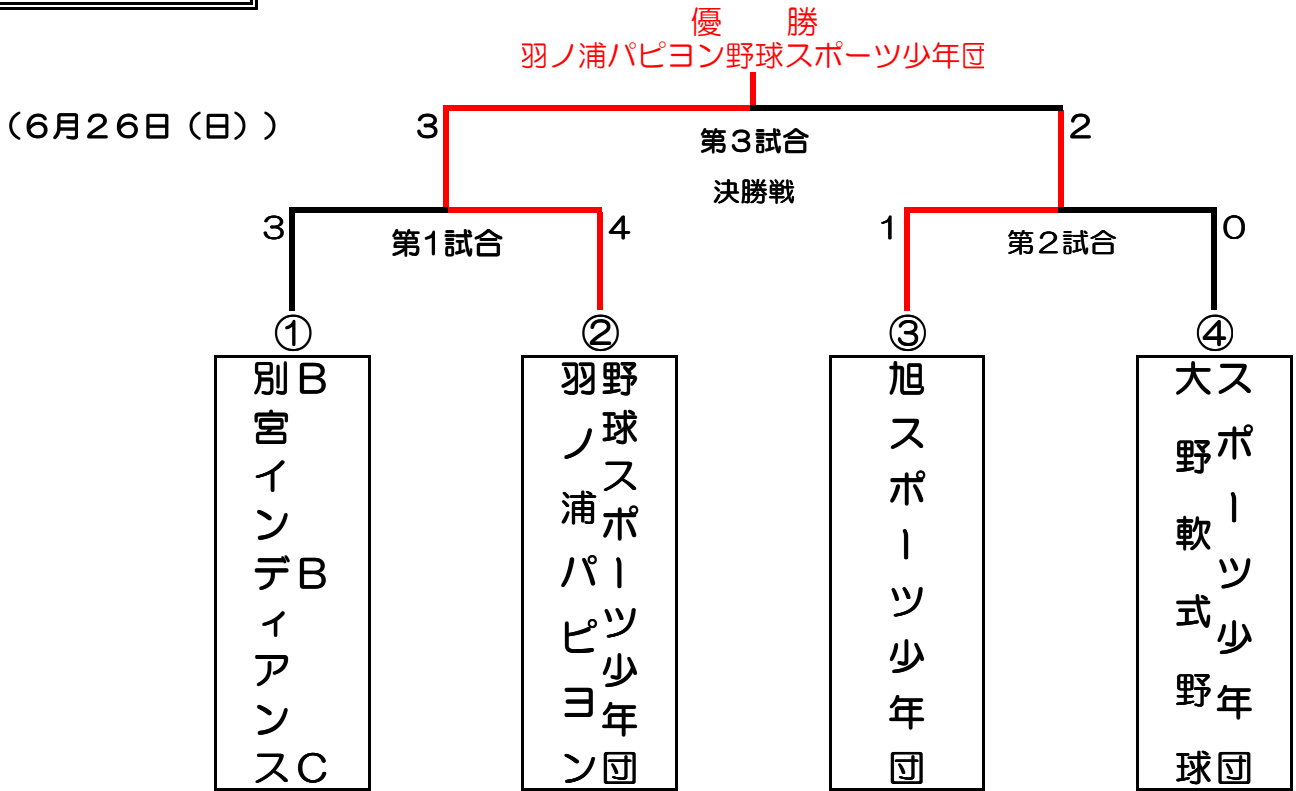 優　勝
羽ノ浦パピヨン野球スポーツ少年団
（6月26日（日））
3
2
第3試合
決勝戦
3
4
第1試合
1
0
第2試合
①
②
③
④
別宮インディアンス
BBC
羽ノ浦パピヨン
野球スポーツ少年団
旭スポーツ少年団
大野軟式野球
スポーツ少年団